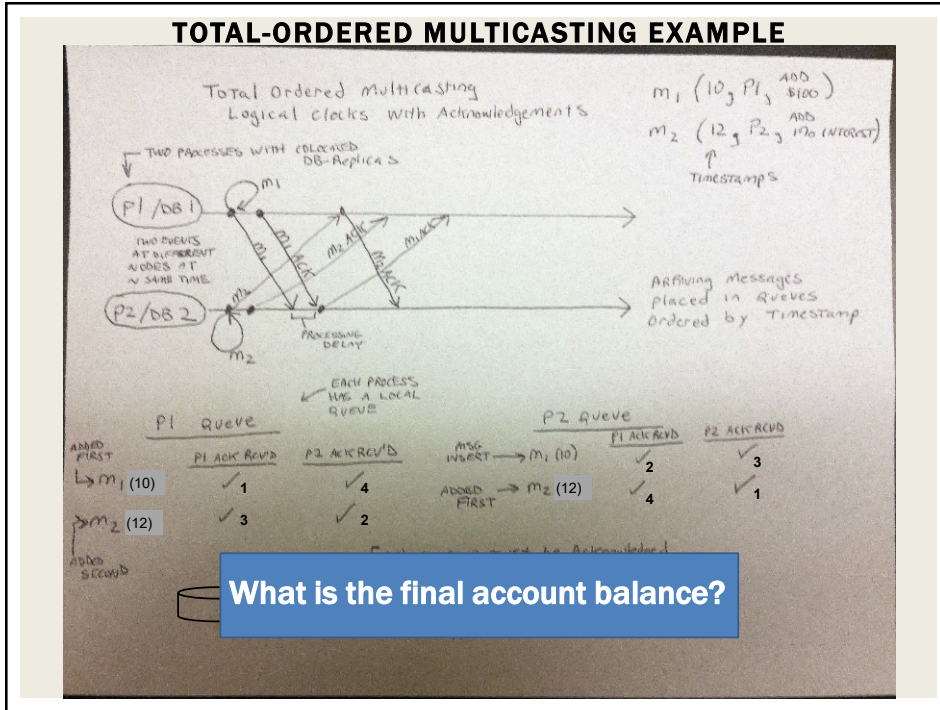 TOTAL-ORDERED MULTICASTING EXAMPLE
Total Ordered Multicasting
Logical Clocks with Acknowledgements
m1 (10, P1, ADD $100)
m2 (12, P2, ADD 1% INTEREST)
TIMESTAMPS
TWO PROCESSES WITH COLOCATED
DB-Replicas
m1
P1/DB1
TWO EVENTS
AT DIFFERENT
NODES AT
~ SAME TIME
m1
m1 ACK
m2 ACK
m1 ACK
m2 ACK
m2
P2/DB2
m2
PROCESSING
DELAY
Arriving Messages
placed in Queues
Ordered by Timestamp
EACH PROCESS
HAS A LOCAL
QUEUE
P1 QUEUE
P1 ACK RCV'D P2 ACK RCV'D
ADDED
FIRST
m1 (10) ✓1 ✓4
m2 (12) ✓3 ✓2
ADDED
SECOND
P2 QUEUE
P1 ACK RCVD P2 ACK RCVD
MSG
INSERT m1 (10) ✓2 ✓3
ADDED
FIRST m2 (12) ✓4 ✓1
be Acknowledged
What is the final account balance?